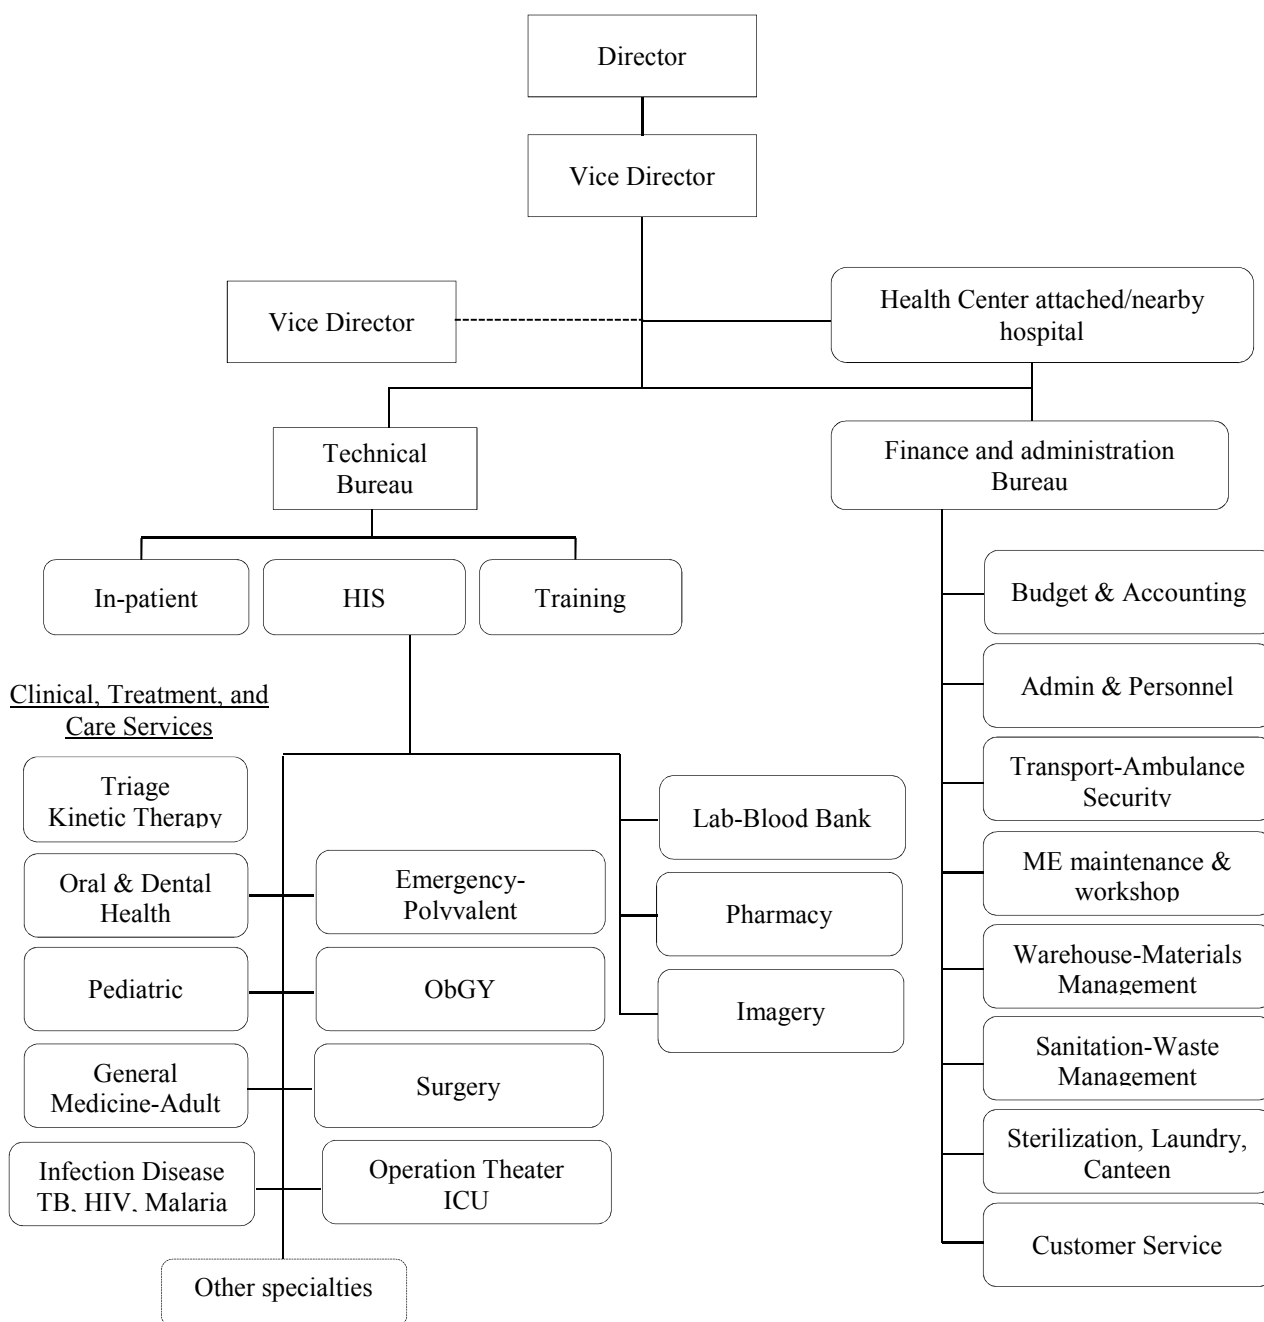 Director
Vice Director
Vice Director
Health Center attached/nearby
hospital
Technical
Bureau
Finance and administration
Bureau
In-patient
HIS
Training
Clinical, Treatment, and
Care Services
Triage
Kinetic Therapy
Oral & Dental
Health
Pediatric
General
Medicine-Adult
Infection Disease
TB, HIV, Malaria
Emergency-
Polyvalent
ObGY
Surgery
Operation Theater
ICU
Other specialties
Lab-Blood Bank
Pharmacy
Imagery
Budget & Accounting
Admin & Personnel
Transport-Ambulance
Security
ME maintenance &
workshop
Warehouse-Materials
Management
Sanitation-Waste
Management
Sterilization, Laundry,
Canteen
Customer Service